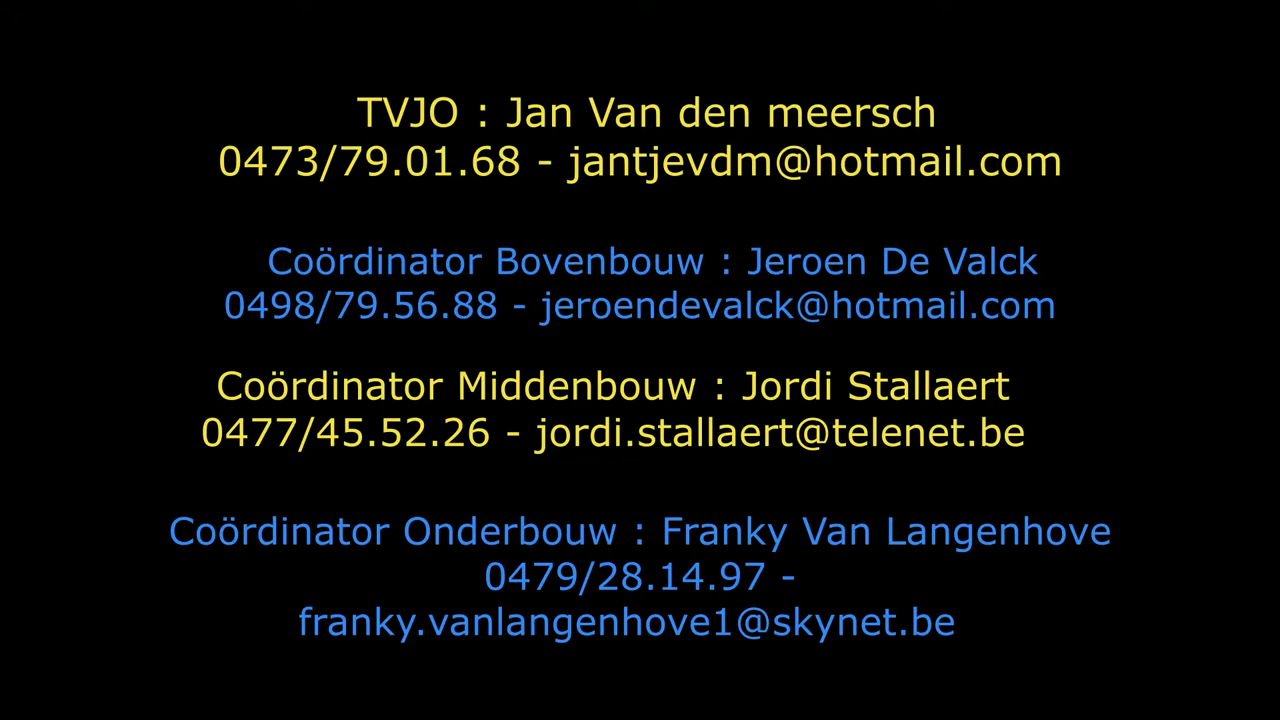 TVJO : Jan Van den meersch
0473/79.01.68 - jantjevdm@hotmail.com
Coördinator Bovenbouw : Jeroen De Valck
0498/79.56.88 - jeroendevalck@hotmail.com
Coördinator Middenbouw : Jordi Stallaert
0477/45.52.26 - jordi.stallaert@telenet.be
Coördinator Onderbouw : Franky Van Langenhove
0479/28.14.97 -
franky.vanlangenhove1@skynet.be